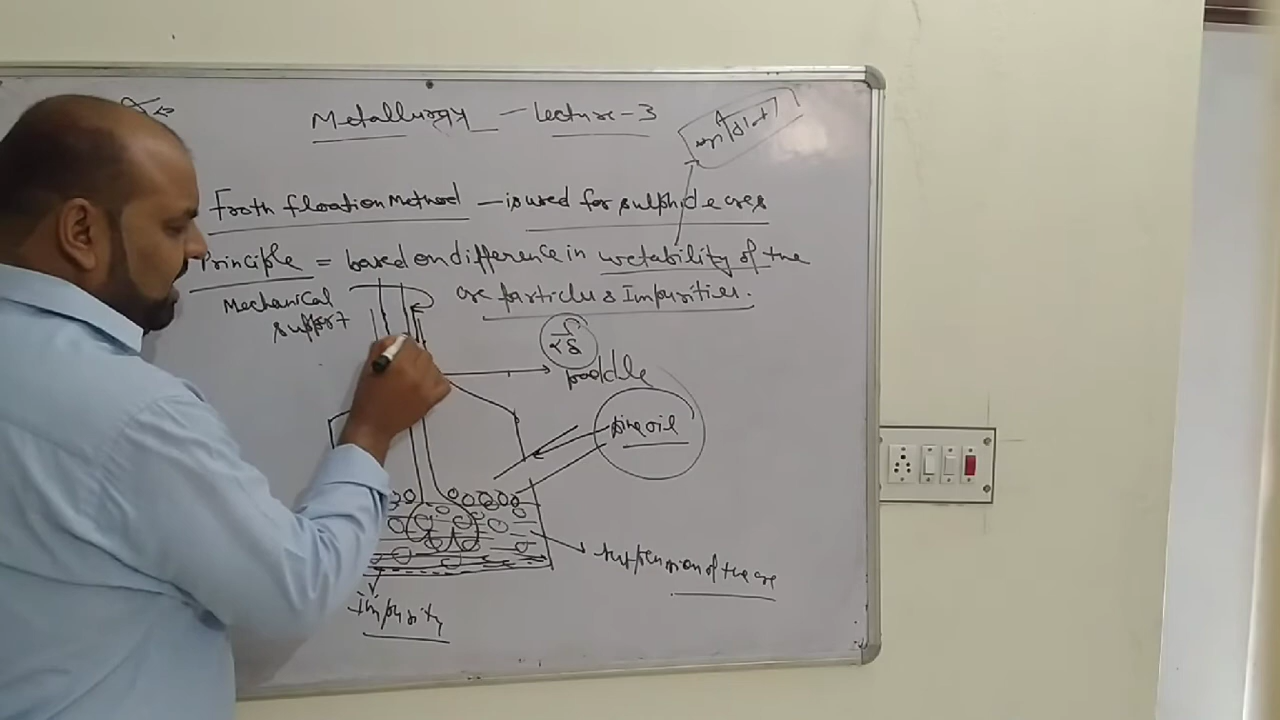 Metallurgy - Lecture - 3
Froth floation Method - is used for sulphide ores
Principle = based on difference in wetability of the
ore particles & Impurities.
Mechanical
support
paddle
pine oil
suspension of the ore
Impurity